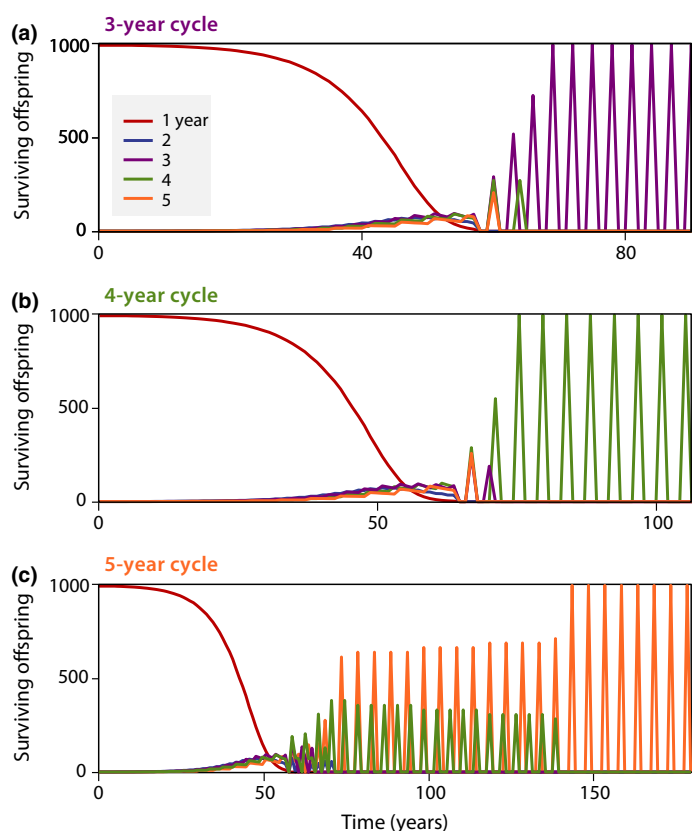 3-year cycle
(a)
1000
500
0
Surviving offspring
1 year
2
3
4
5
0 40 80
4-year cycle
(b)
1000
500
0
Surviving offspring
0 50 100
5-year cycle
(c)
1000
500
0
Surviving offspring
0 50 100 150
Time (years)